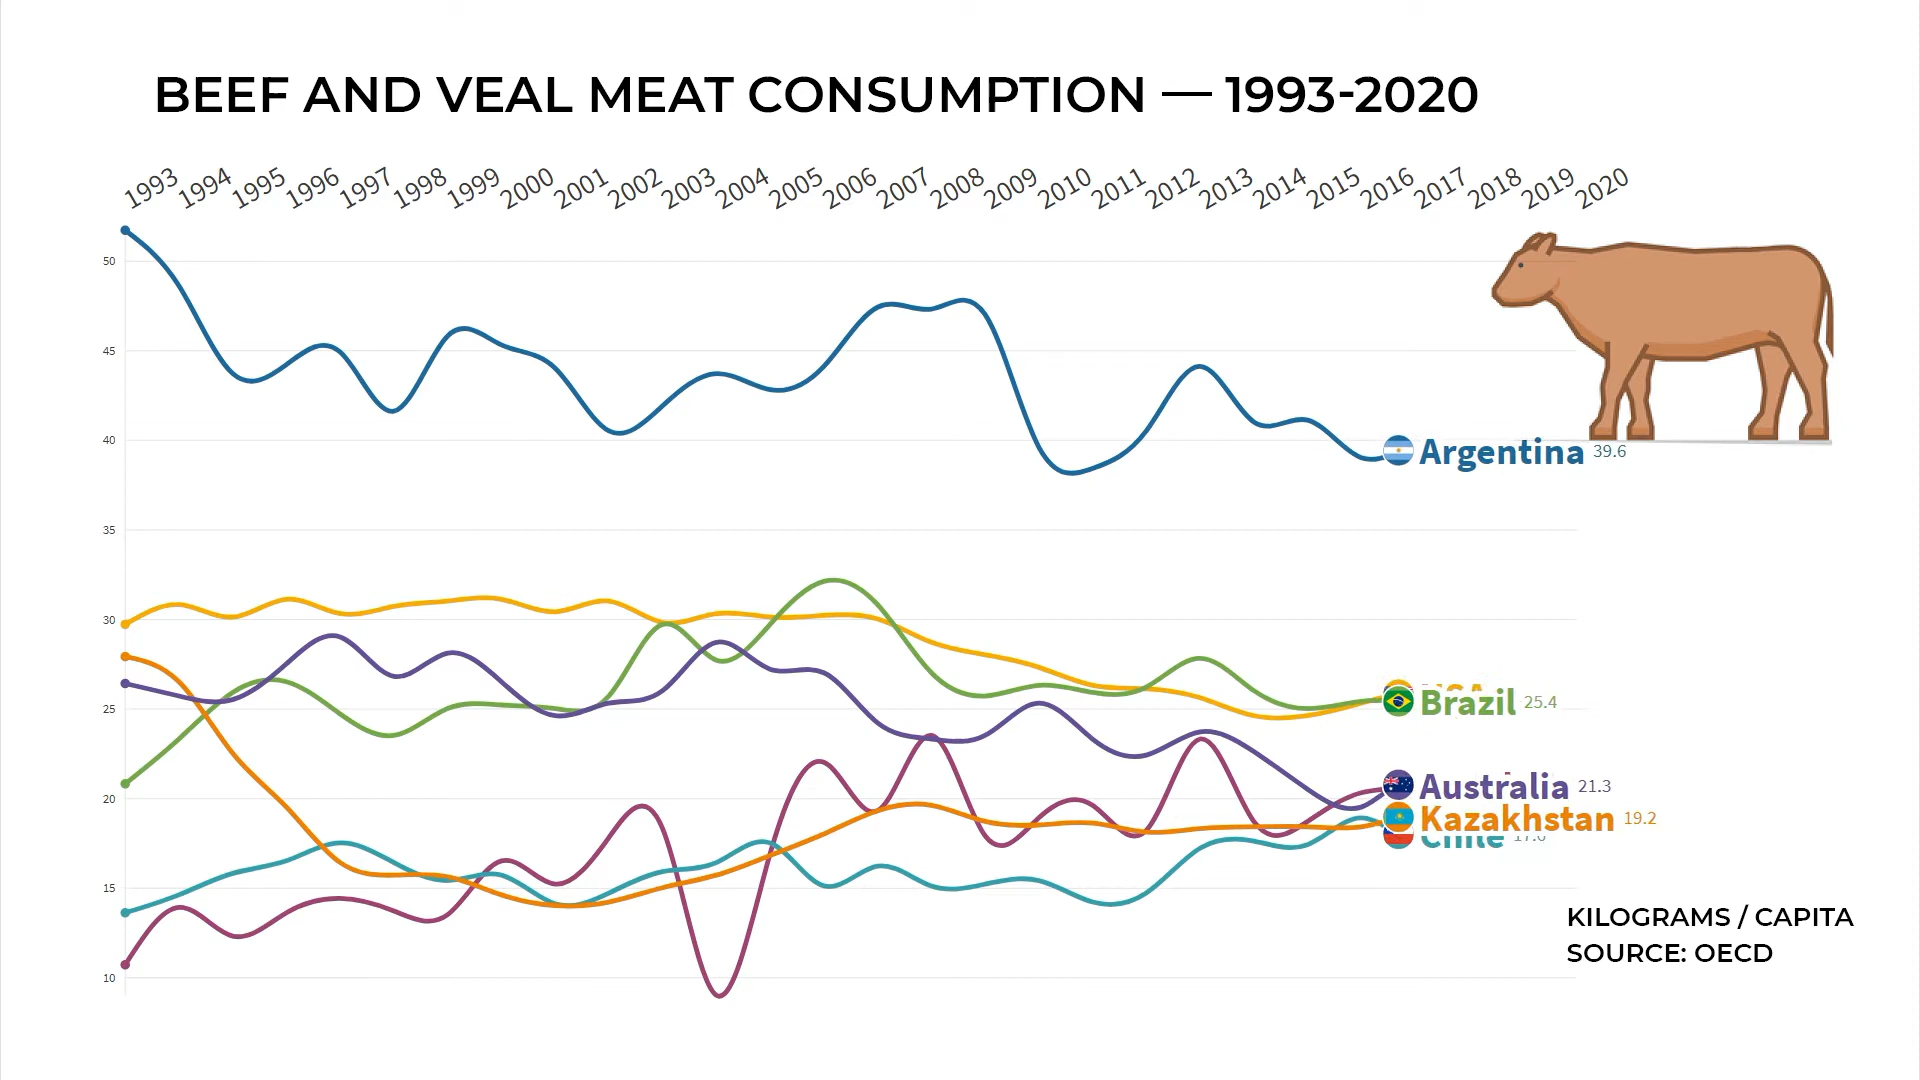 BEEF AND VEAL MEAT CONSUMPTION — 1993-2020
1993 1994 1995 1996 1997 1998 1999 2000 2001 2002 2003 2004 2005 2006 2007 2008 2009 2010 2011 2012 2013 2014 2015 2016 2017 2018 2019 2020
50
45
40
Argentina 39.6
35
30
Brazil 25.4
25
Australia 21.3
20
Kazakhstan 19.2
Chile
15
KILOGRAMS / CAPITA
SOURCE: OECD
10